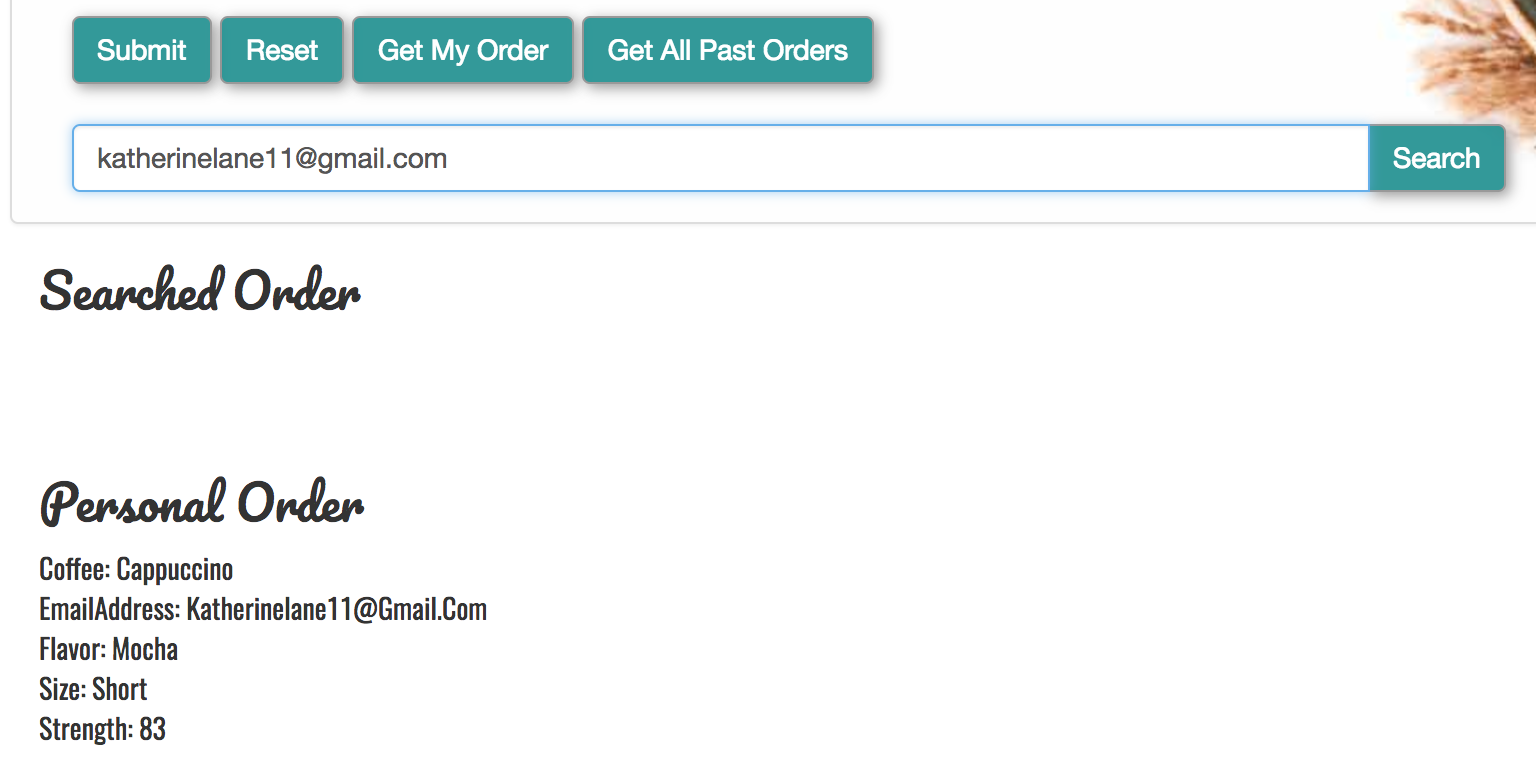 Submit Reset Get My Order Get All Past Orders
katherinelane11@gmail.com Search
Searched Order
Personal Order
Coffee: Cappuccino
EmailAddress: Katherinelane11@Gmail.Com
Flavor: Mocha
Size: Short
Strength: 83